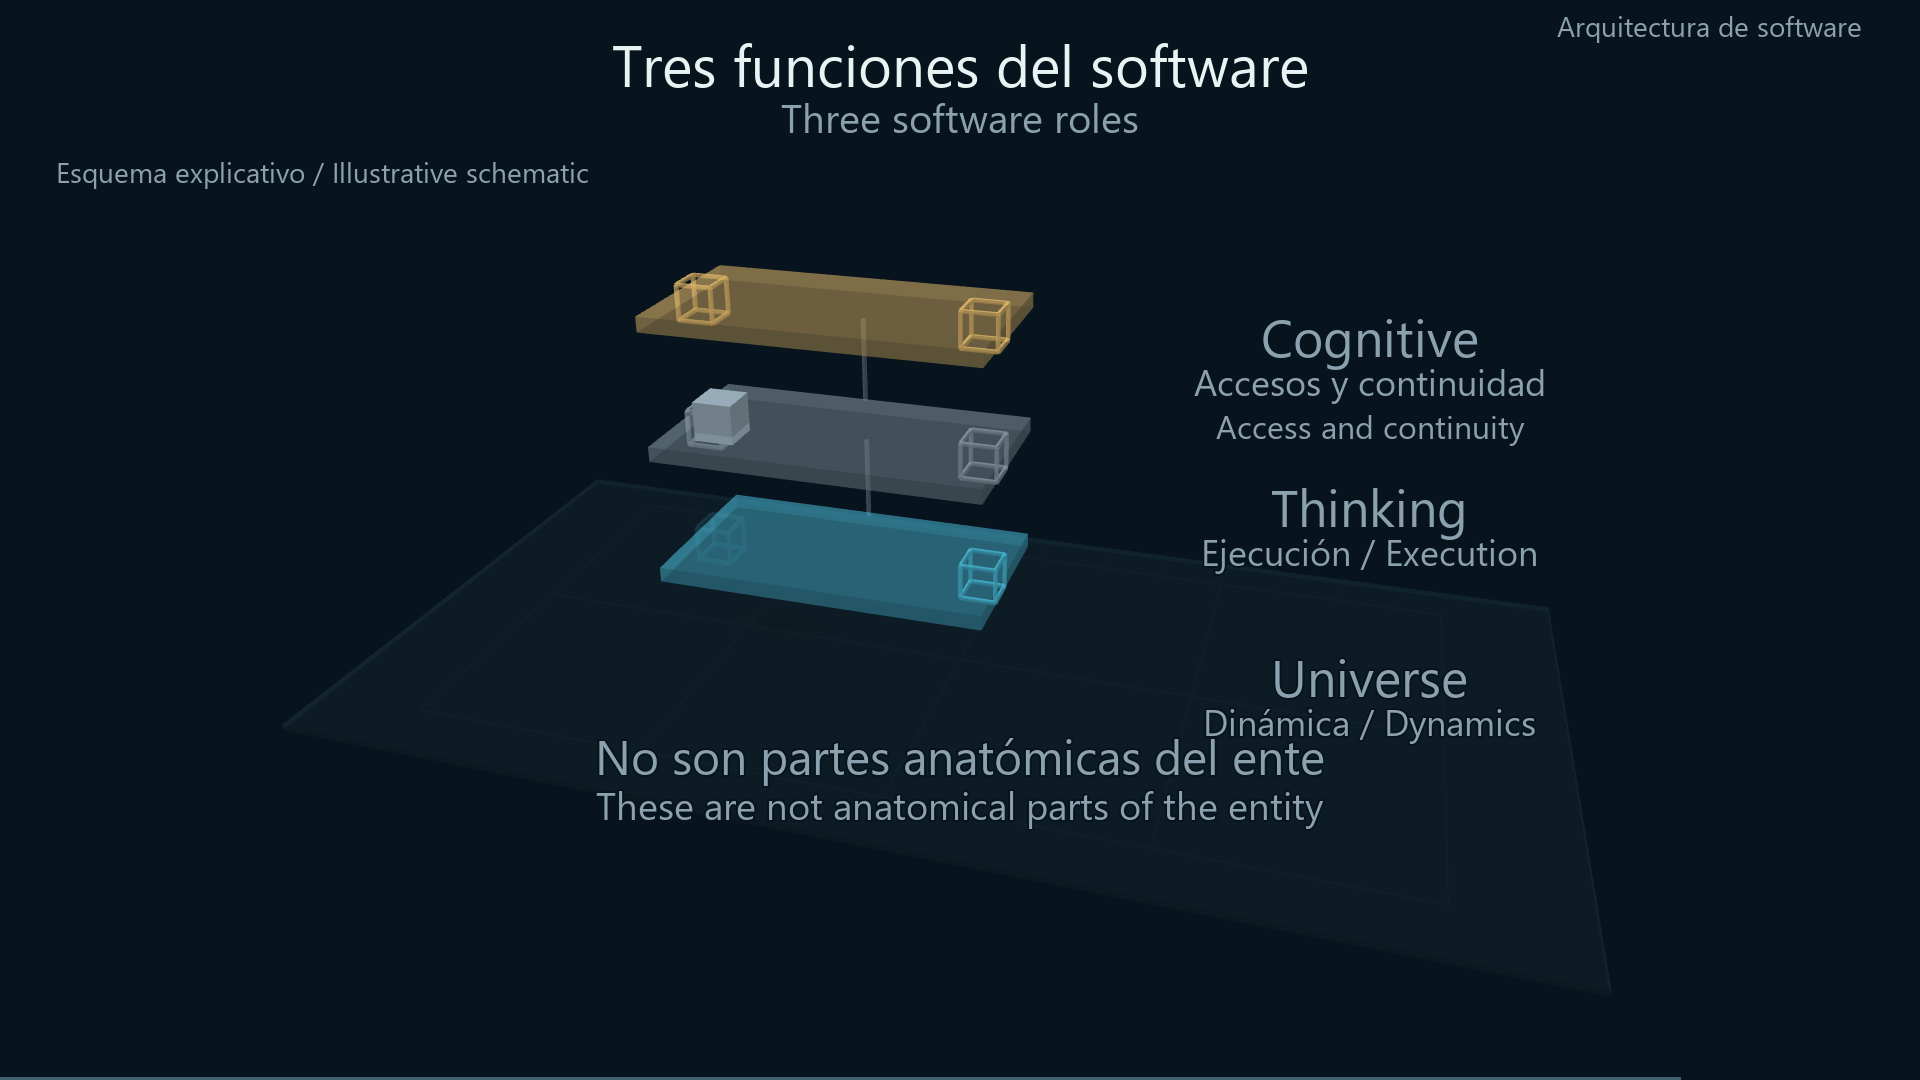 Arquitectura de software
Tres funciones del software
Three software roles
Esquema explicativo / Illustrative schematic
Cognitive
Accesos y continuidad
Access and continuity
Thinking
Ejecución / Execution
Universe
Dinámica / Dynamics
No son partes anatómicas del ente
These are not anatomical parts of the entity